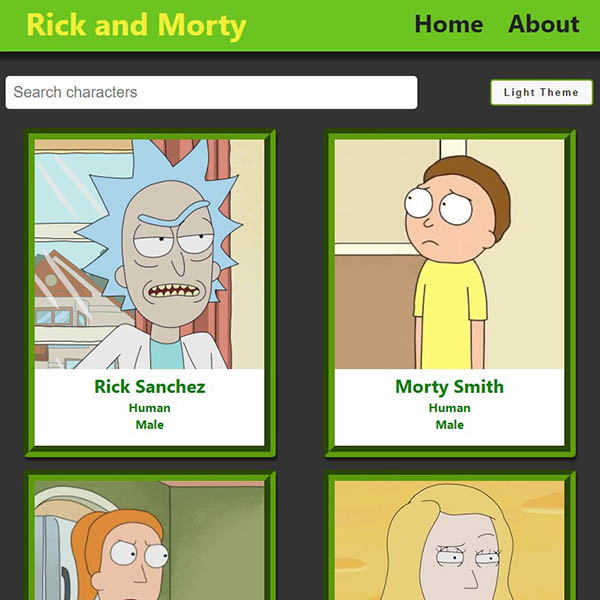 Rick and Morty
Home About
Search characters
Light Theme
Rick Sanchez
Human
Male
Morty Smith
Human
Male